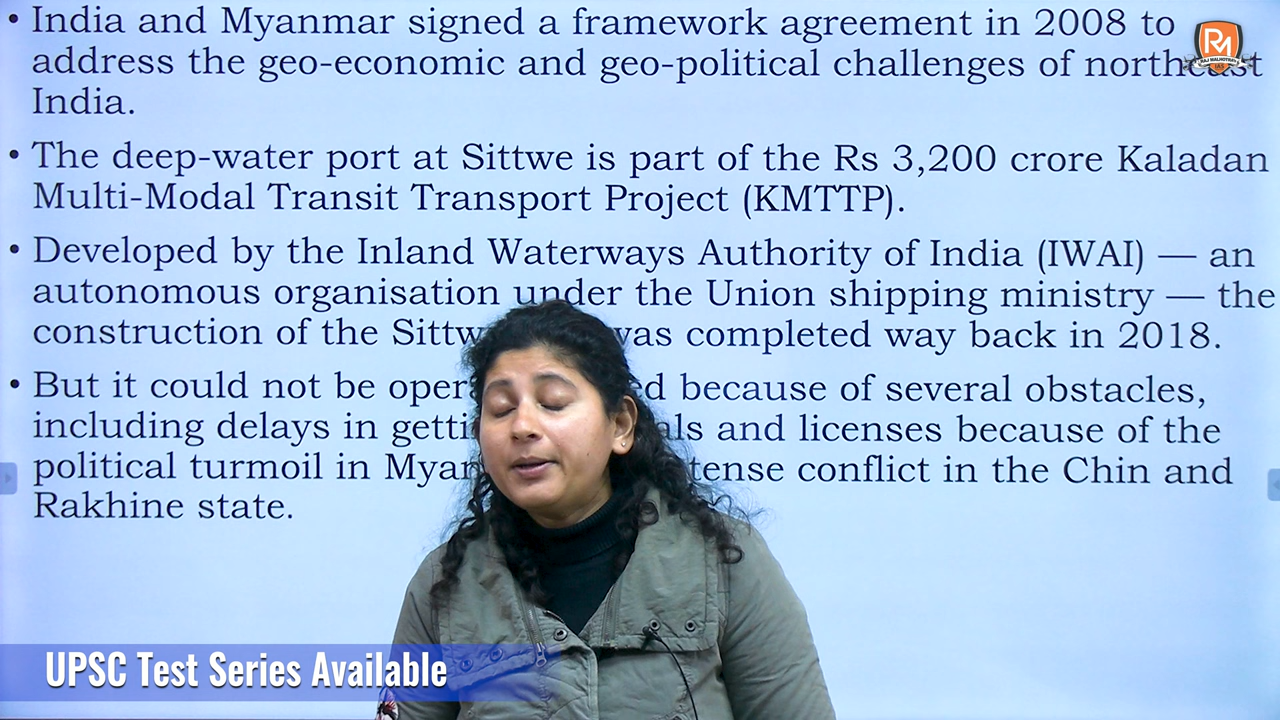 • India and Myanmar signed a framework agreement in 2008 to
address the geo-economic and geo-political challenges of northeast
India.
• The deep-water port at Sittwe is part of the Rs 3,200 crore Kaladan
Multi-Modal Transit Transport Project (KMTTP).
• Developed by the Inland Waterways Authority of India (IWAI) — an
autonomous organisation under the Union shipping ministry — the
construction of the Sittw was completed way back in 2018.
• But it could not be oper d because of several obstacles,
including delays in getti ls and licenses because of the
political turmoil in Myan tense conflict in the Chin and
Rakhine state.
RM
RAJ MALHOTRA'S
IAS
UPSC Test Series Available